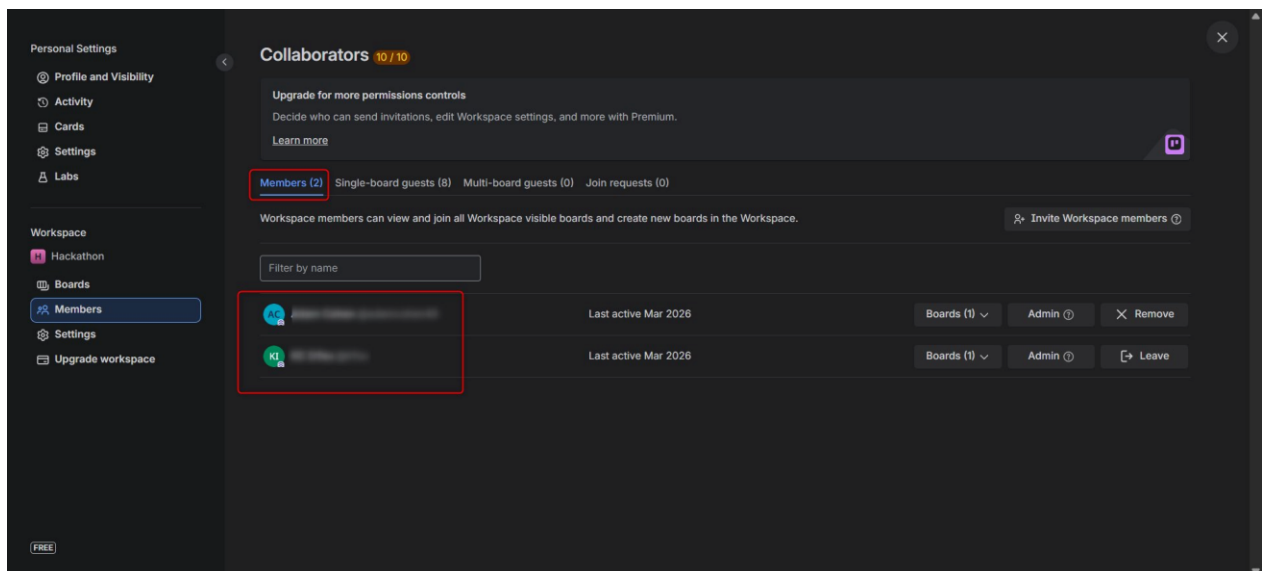 Personal Settings
Profile and Visibility
Activity
Cards
Settings
Labs
Workspace
H Hackathon
Boards
Members
Settings
Upgrade workspace
FREE
Collaborators 10 / 10
Upgrade for more permissions controls
Decide who can send invitations, edit Workspace settings, and more with Premium.
Learn more
Members (2) Single-board guests (8) Multi-board guests (0) Join requests (0)
Workspace members can view and join all Workspace visible boards and create new boards in the Workspace. Invite Workspace members
Filter by name
AC Last active Mar 2026 Boards (1) Admin Remove
KI Last active Mar 2026 Boards (1) Admin Leave